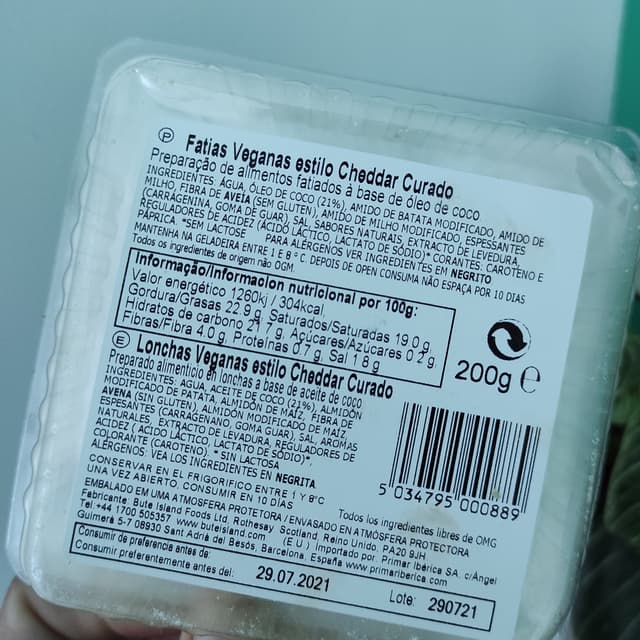 P Fatias Veganas estilo Cheddar Curado
Preparação de alimentos fatiados à base de óleo de coco
INGREDIENTES: ÁGUA, ÓLEO DE COCO (21%), AMIDO DE BATATA MODIFICADO, AMIDO DE
MILHO, FIBRA DE AVEIA (SEM GLÚTEN), AMIDO DE MILHO MODIFICADO, ESPESSANTES
CARRAGENINA, GOMA DE GUAR), SAL, SABORES NATURAIS, EXTRACTO DE LEVEDURA,
REGULADORES DE ACIDEZ (ÁCIDO LÁCTICO, LACTATO DE SÓDIO)* CORANTES: CAROTENO E
PÁPRICA. *SEM LACTOSE PARA ALÉRGENOS VER INGREDIENTES EM NEGRITO
MANTENHA NA GELADEIRA ENTRE 1 E 8°C. DEPOIS DE OPEN CONSUMA NÃO ESPAÇA POR 10 DIAS
Todos os ingredientes de origem não OGM.
Informação/Informacion nutricional por 100g:
Valor energético 1260kj / 304kcal,
Gordura/Grasas 22.9 g, Saturados/Saturadas 19.0 g,
Hidratos de carbono 21.7 g, Açúcares/Azúcares 0.2 g,
Fibras/Fibra 4.0 g, Proteínas 0.7 g, Sal 1.8 g
200g e
E Lonchas Veganas estilo Cheddar Curado
Preparado alimenticio en lonchas a base de aceite de coco
INGREDIENTES: AGUA, ACEITE DE COCO (21%), ALMIDÓN
MODIFICADO DE PATATA, ALMIDÓN DE MAÍZ, FIBRA DE
AVENA (SIN GLUTEN), ALMIDÓN MODIFICADO DE MAÍZ,
ESPESANTES (CARRAGENANO, GOMA GUAR), SAL, AROMAS
NATURALES, EXTRACTO DE LEVADURA, REGULADORES DE
ACIDEZ (ÁCIDO LÁCTICO, LACTATO DE SODIO)*,
COLORANTE (CAROTENO). * SIN LACTOSA
ALÉRGENOS: VEA LOS INGREDIENTES EN NEGRITA
CONSERVAR EN EL FRIGORIFICO ENTRE 1 Y 8°C
UNA VEZ ABIERTO, CONSUMIR EN 10 DÍAS
5 034795 000889
Todos los ingredientes libres de OMG
EMBALADO EM UMA ATMOSFERA PROTETORA / ENVASADO EN ATMÓSFERA PROTECTORA
Fabricante: Bute Island Foods Ltd, Rothesay, Scotland, Reino Unido. PA20 9JH
Tel.+44 1700 505357 www.buteisland.com (E U) Importado por: Primar Ibérica SA. c/Ángel
Guimerà 5-7 08930 Sant Adrià del Besòs, Barcelona, España www.primariberica.com
Consumir de preferencia antes de:
Consumir preferentemente antes del: 29.07.2021 Lote: 290721